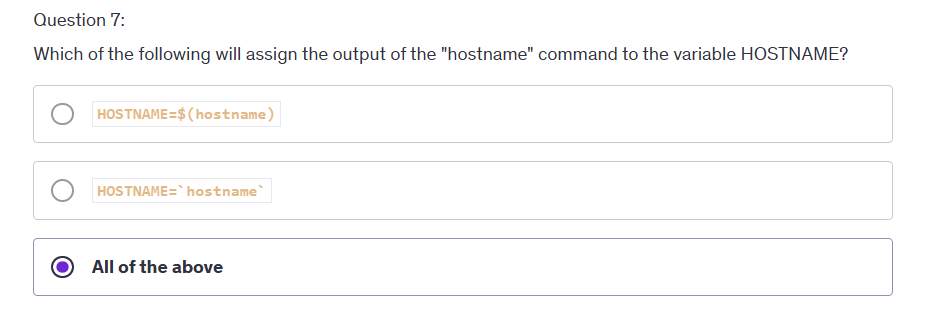 Question 7:
Which of the following will assign the output of the "hostname" command to the variable HOSTNAME?
HOSTNAME=$(hostname)
HOSTNAME=`hostname`
All of the above